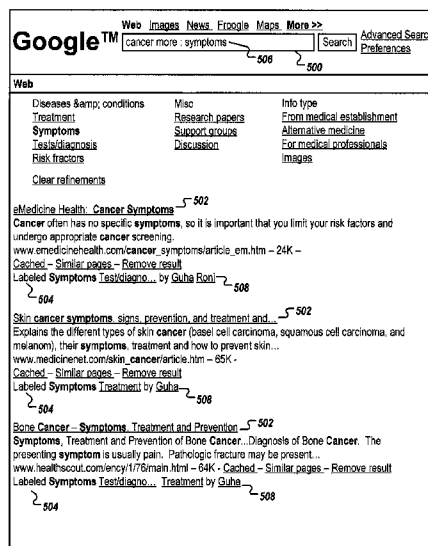 Web Images News Froogle Maps More >>
Google™ cancer more : symptoms Search Advanced Searc
Preferences
506
500
Web
Diseases &amp; conditions Misc Info type
Treatment Research papers From medical establishment
Symptoms Support groups Alternative medicine
Tests/diagnosis Discussion For medical professionals
Risk fractors Images
Clear refinements
eMedicine Health: Cancer Symptoms 502
Cancer often has no specific symptoms, so it is important that you limit your risk factors and
undergo appropriate cancer screening.
www.emedicinehealth.com/cancer_symptoms/article_em.htm – 24K –
Cached – Similar pages – Remove result
Labeled Symptoms Test/diagno... by Guha Roni 508
504
Skin cancer symptoms, signs, prevention, and treatment and... 502
Explains the different types of skin cancer (basel cell carcinoma, squamous cell carcinoma, and
melanom), their symptoms, treatment and how to prevent skin...
www.medicinenet.com/skin_cancer/article.htm – 65K -
Cached – Similar pages – Remove result
Labeled Symptoms Treatment by Guha 508
504
Bone Cancer – Symptoms, Treatment and Prevention 502
Symptoms, Treatment and Prevention of Bone Cancer...Diagnosis of Bone Cancer. The
presenting symptom is usually pain. Pathologic fracture may be present...
www.healthscout.com/ency/1/76/main.html – 64K - Cached – Similar pages – Remove result
Labeled Symptoms Test/diagno... Treatment by Guha 508
504